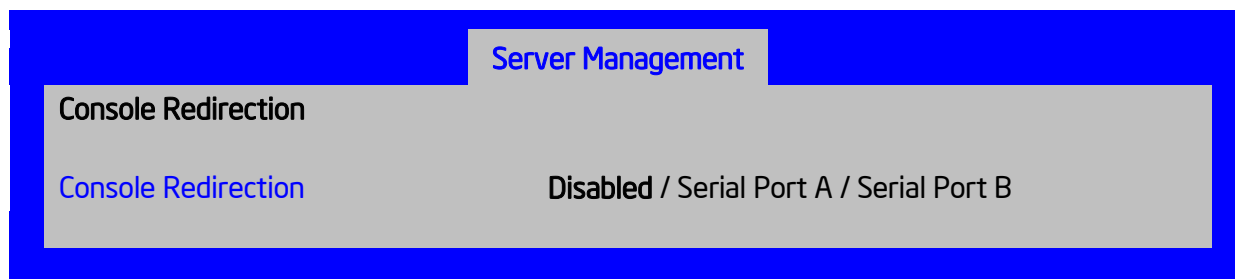 Server Management
Console Redirection
Console Redirection Disabled / Serial Port A / Serial Port B